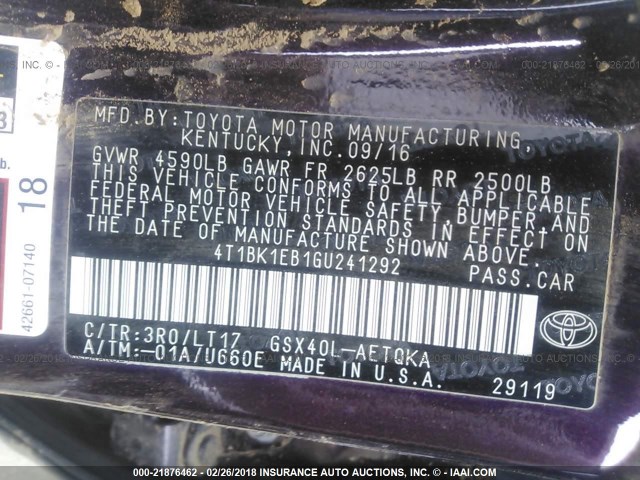 MFD.BY:TOYOTA MOTOR MANUFACTURING,
KENTUCKY,INC.09/16
GVWR 4590LB GAWR FR 2625LB RR 2500LB
THIS VEHICLE CONFORMS TO ALL APPLICABLE
FEDERAL MOTOR VEHICLE SAFETY,BUMPER,AND
THEFT PREVENTION STANDARDS IN EFFECT ON
THE DATE OF MANUFACTURE SHOWN ABOVE.
4T1BK1EB1GU241292 PASS.CAR
C/TR:3R0/LT17 GSX40L-AETQKA
A/TM:-01A/U660E MADE IN U.S.A. 29119
TOYOTA
18
42661-07140
000-21876462 - 02/26/2018 INSURANCE AUTO AUCTIONS, INC. - © IAAI.COM